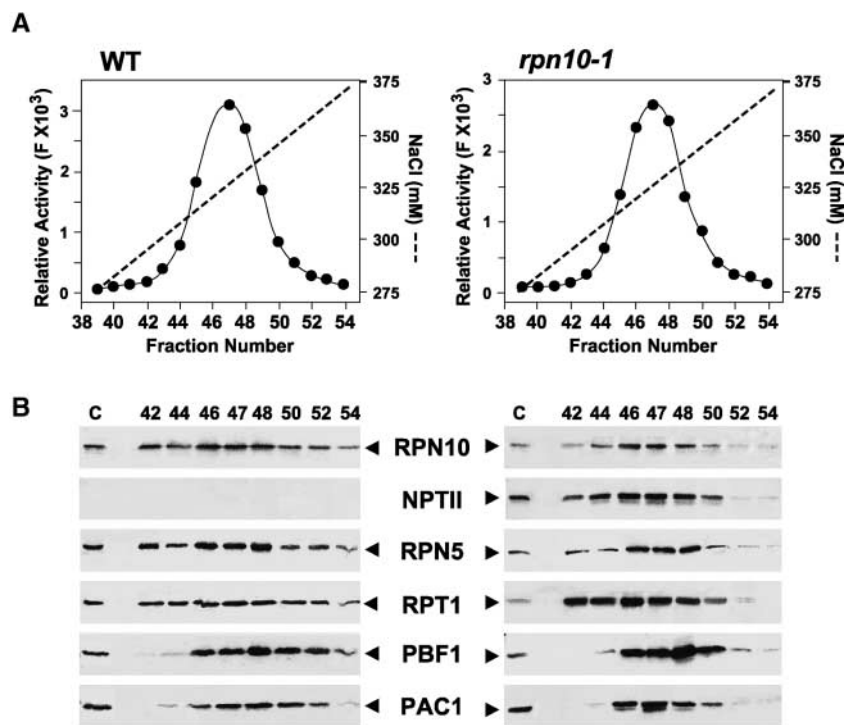 A
WT
rpn10-1
Relative Activity (F X10³)
3
2
1
0
375
350
325
300
275
NaCl (mM)
38 40 42 44 46 48 50 52 54
Fraction Number
Relative Activity (F X10³)
3
2
1
0
375
350
325
300
275
NaCl (mM)
38 40 42 44 46 48 50 52 54
Fraction Number
B
C 42 44 46 47 48 50 52 54
C 42 44 46 47 48 50 52 54
RPN10
NPTII
RPN5
RPT1
PBF1
PAC1